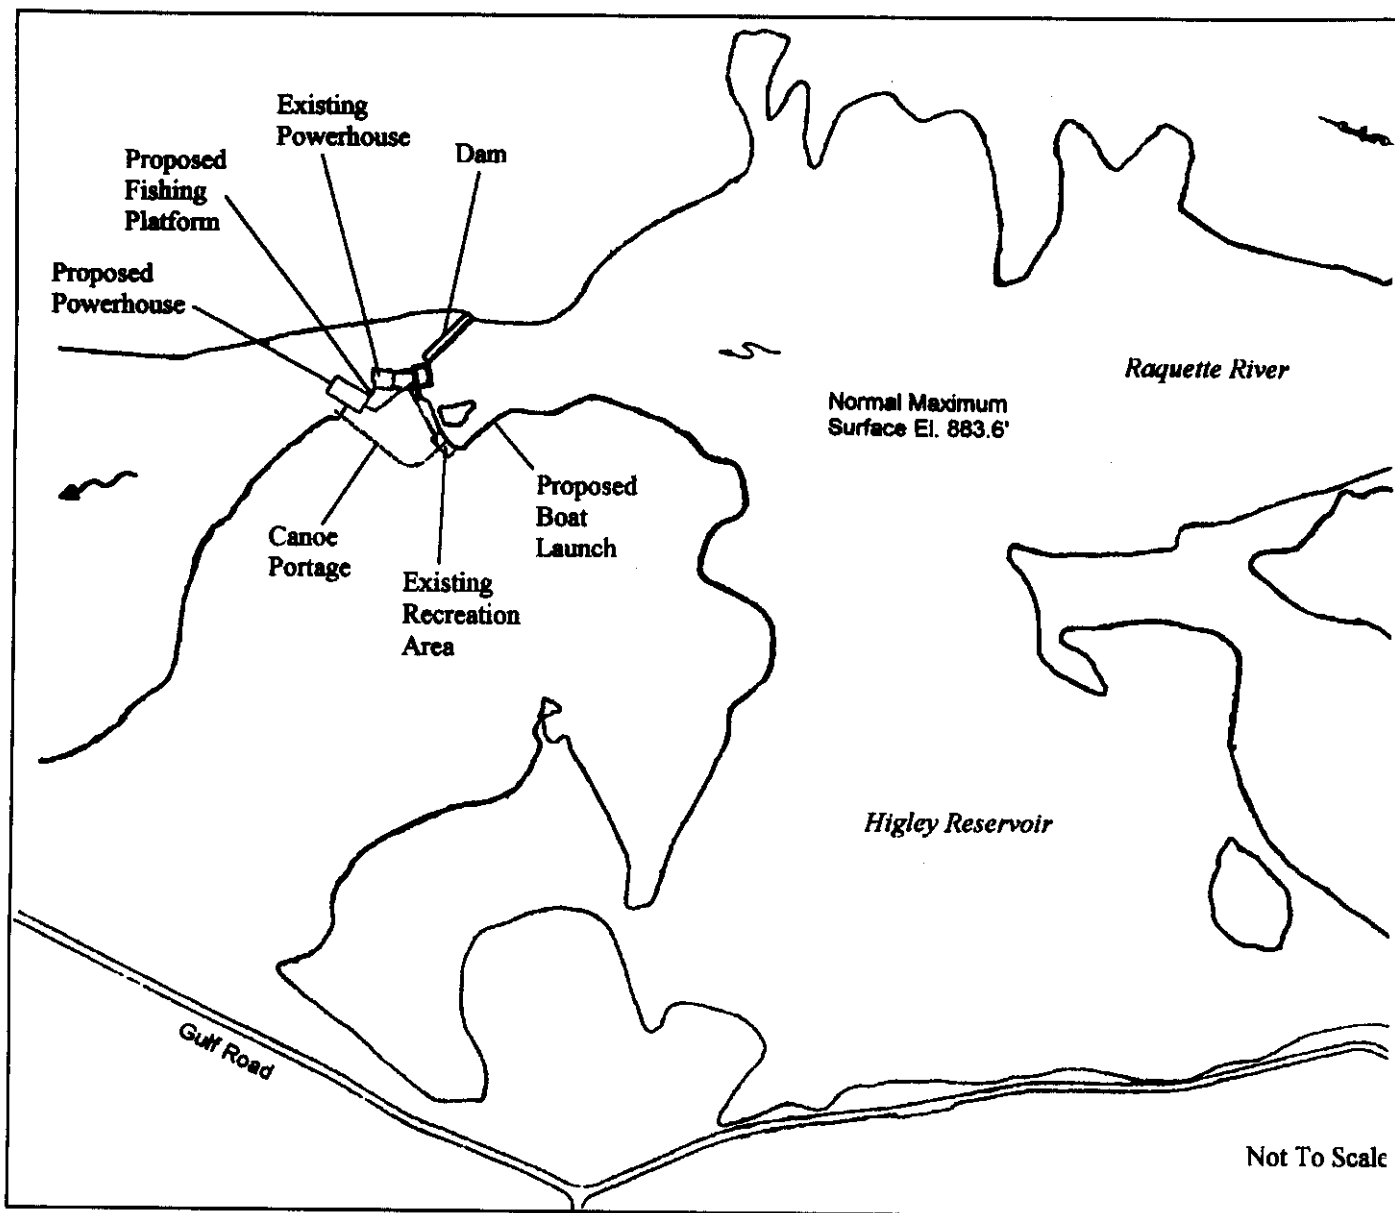 Existing
Powerhouse
Dam
Proposed
Fishing
Platform
Proposed
Powerhouse
Raquette River
Normal Maximum
Surface El. 883.6'
Proposed
Boat
Launch
Canoe
Portage
Existing
Recreation
Area
Higley Reservoir
Gulf Road
Not To Scale